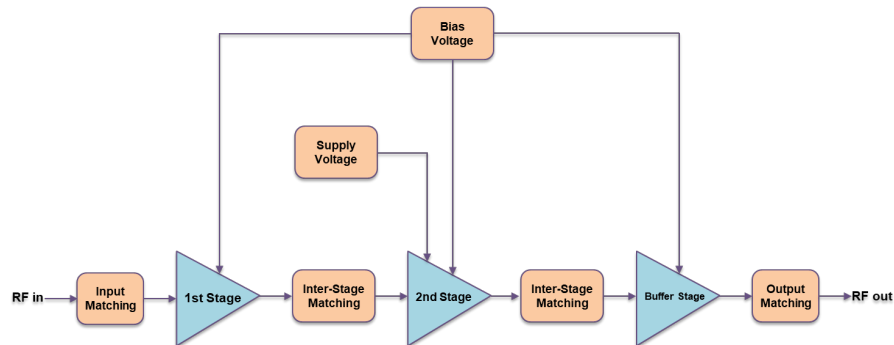 Bias
Voltage
Supply
Voltage
RF in
Input
Matching
1st Stage
Inter-Stage
Matching
2nd Stage
Inter-Stage
Matching
Buffer Stage
Output
Matching
RF out